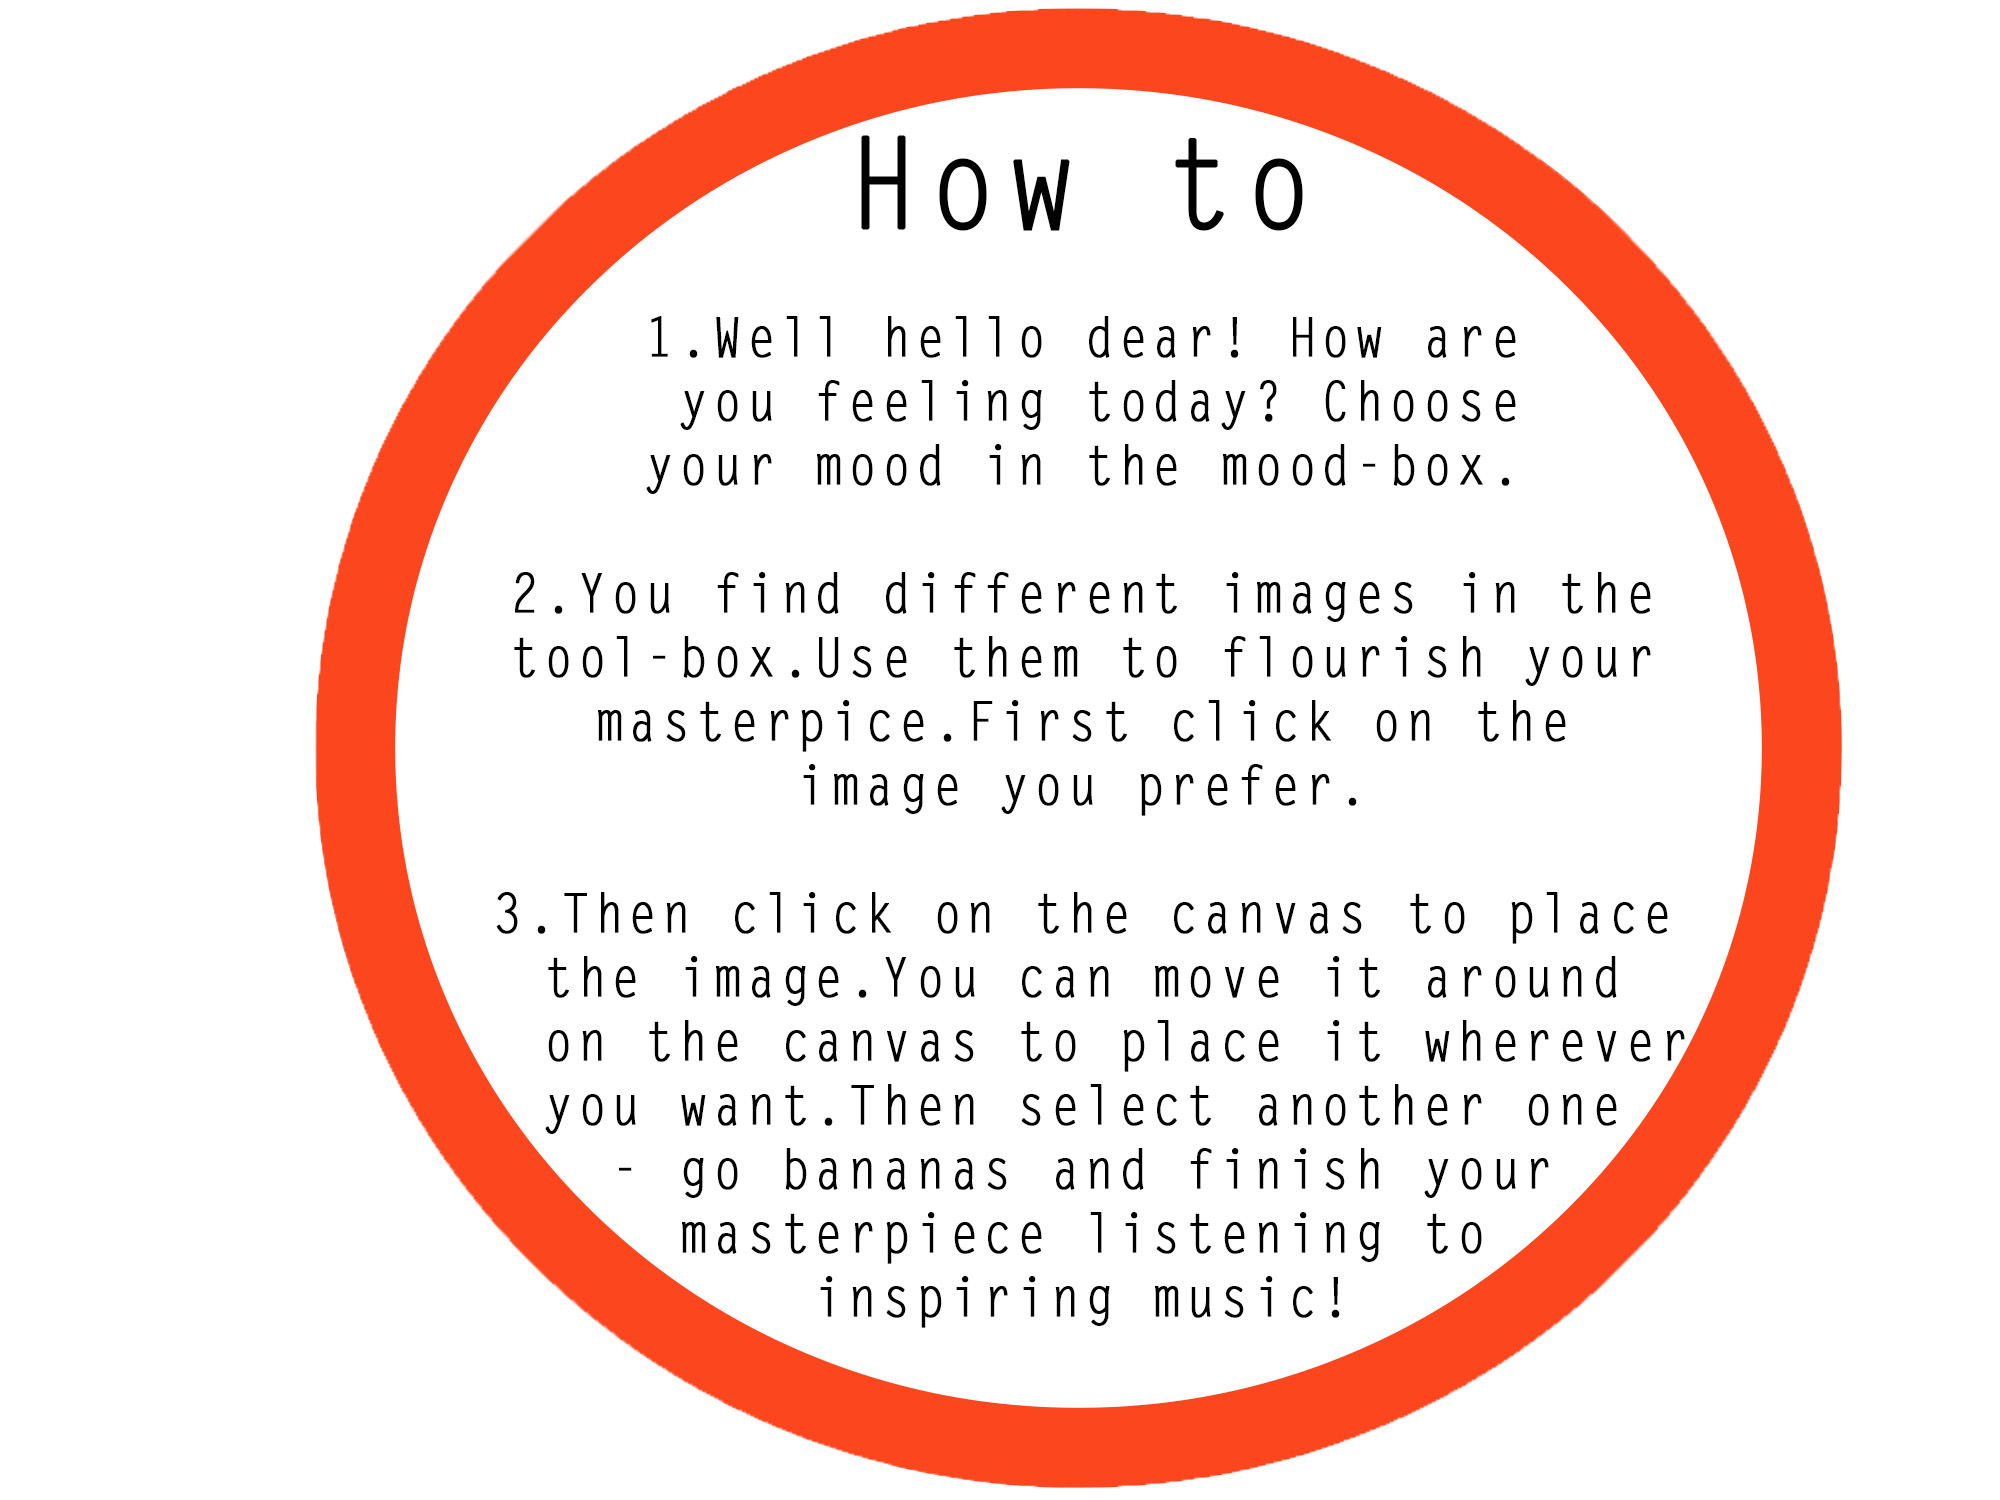 How to
1.Well hello dear! How are
you feeling today? Choose
your mood in the mood-box.
2.You find different images in the
tool-box.Use them to flourish your
masterpice.First click on the
image you prefer.
3.Then click on the canvas to place
the image.You can move it around
on the canvas to place it wherever
you want.Then select another one
- go bananas and finish your
masterpiece listening to
inspiring music!